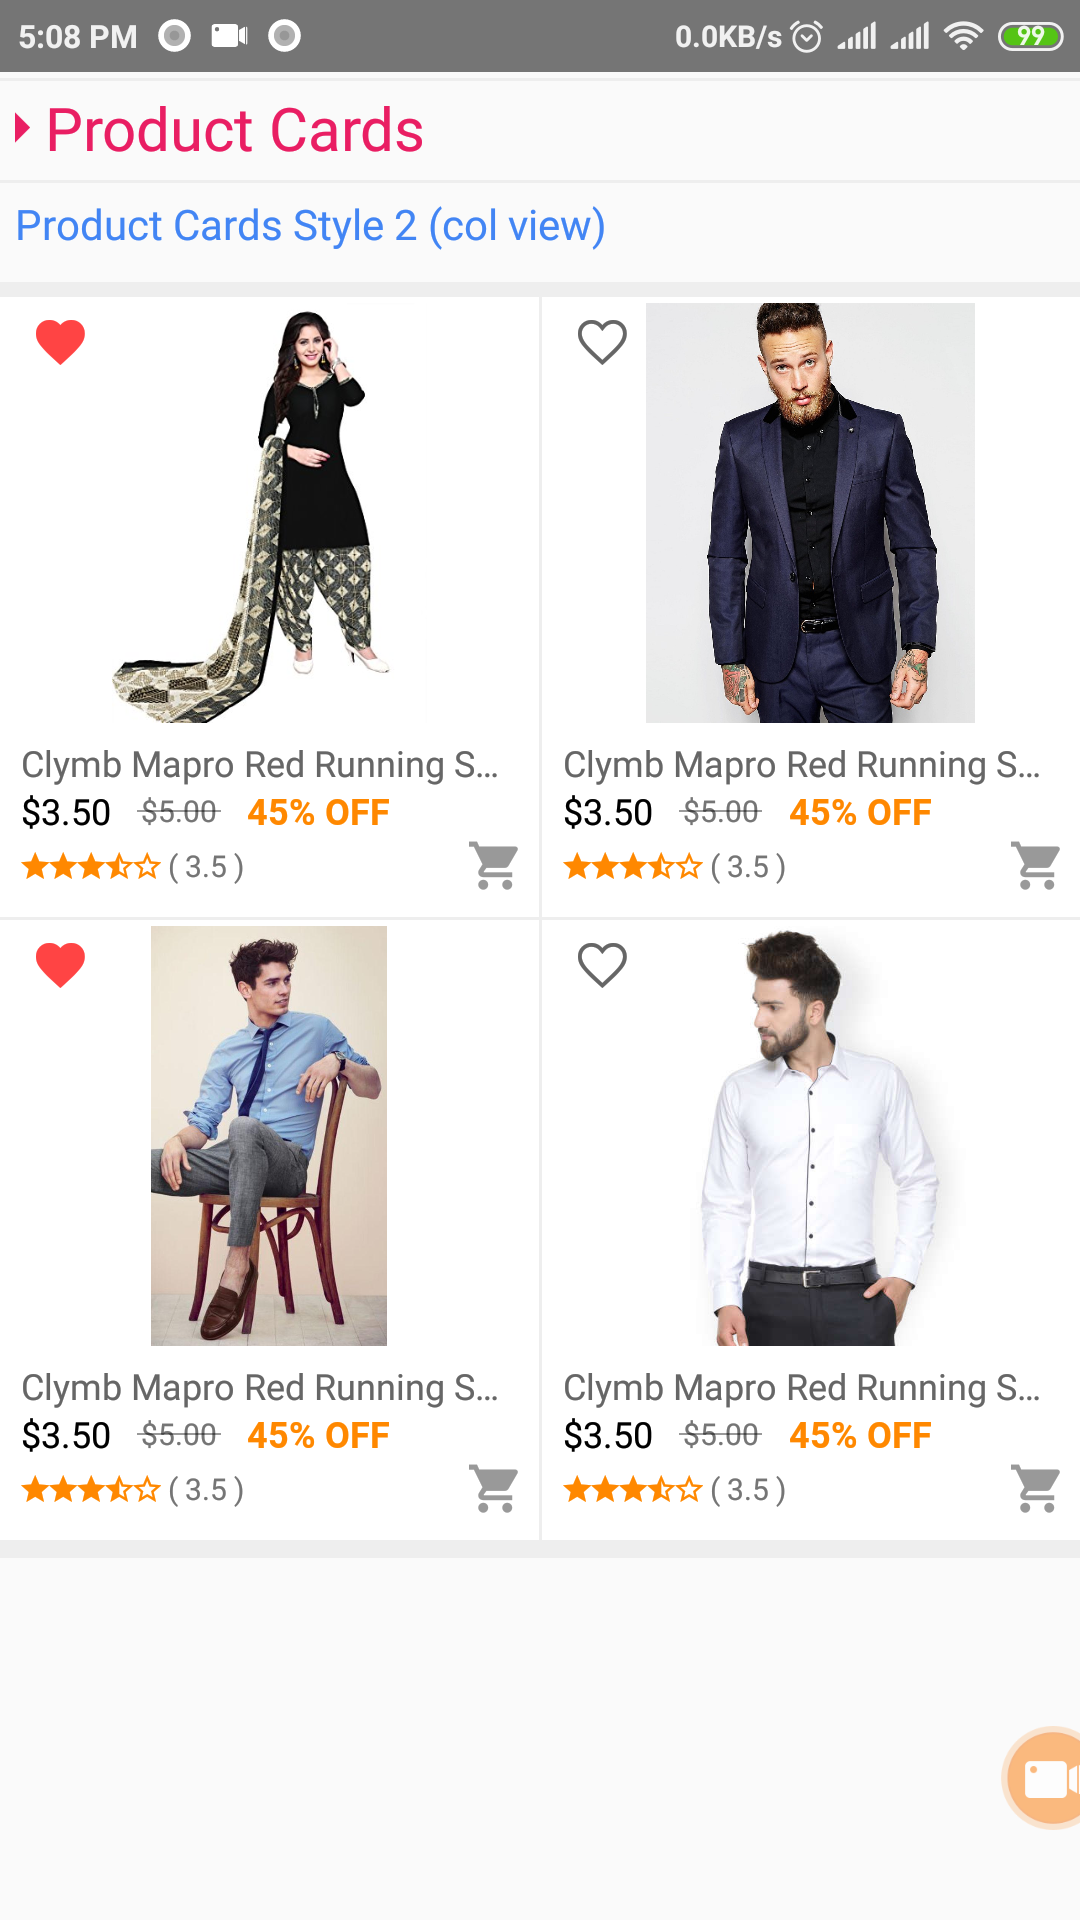 5:08 PM 0.0KB/s 99
Product Cards
Product Cards Style 2 (col view)
Clymb Mapro Red Running S... Clymb Mapro Red Running S...
$3.50 $5.00 45% OFF $3.50 $5.00 45% OFF
( 3.5 ) ( 3.5 )
Clymb Mapro Red Running S... Clymb Mapro Red Running S...
$3.50 $5.00 45% OFF $3.50 $5.00 45% OFF
( 3.5 ) ( 3.5 )